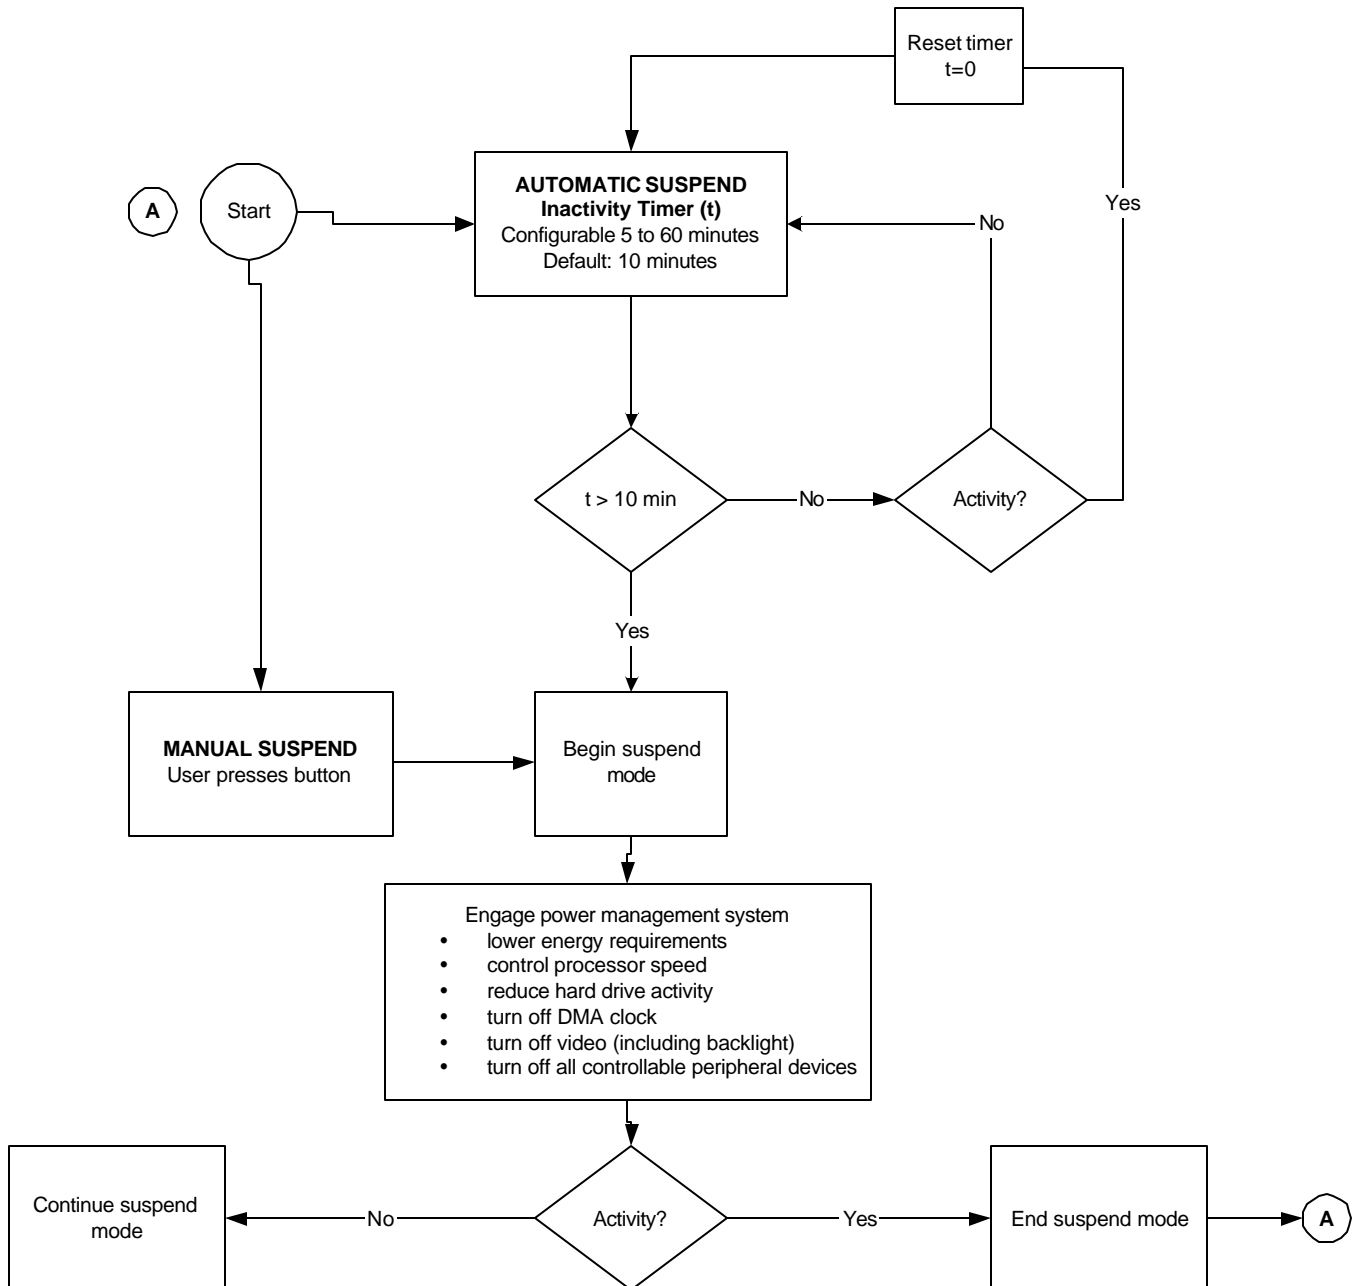 Reset timer
t=0
AUTOMATIC SUSPEND
Inactivity Timer (t)
Configurable 5 to 60 minutes
Default: 10 minutes
A
Start
Yes
No
t > 10 min
No
Activity?
Yes
MANUAL SUSPEND
User presses button
Begin suspend
mode
Engage power management system
• lower energy requirements
• control processor speed
• reduce hard drive activity
• turn off DMA clock
• turn off video (including backlight)
• turn off all controllable peripheral devices
Continue suspend
mode
No
Activity?
Yes
End suspend mode
A